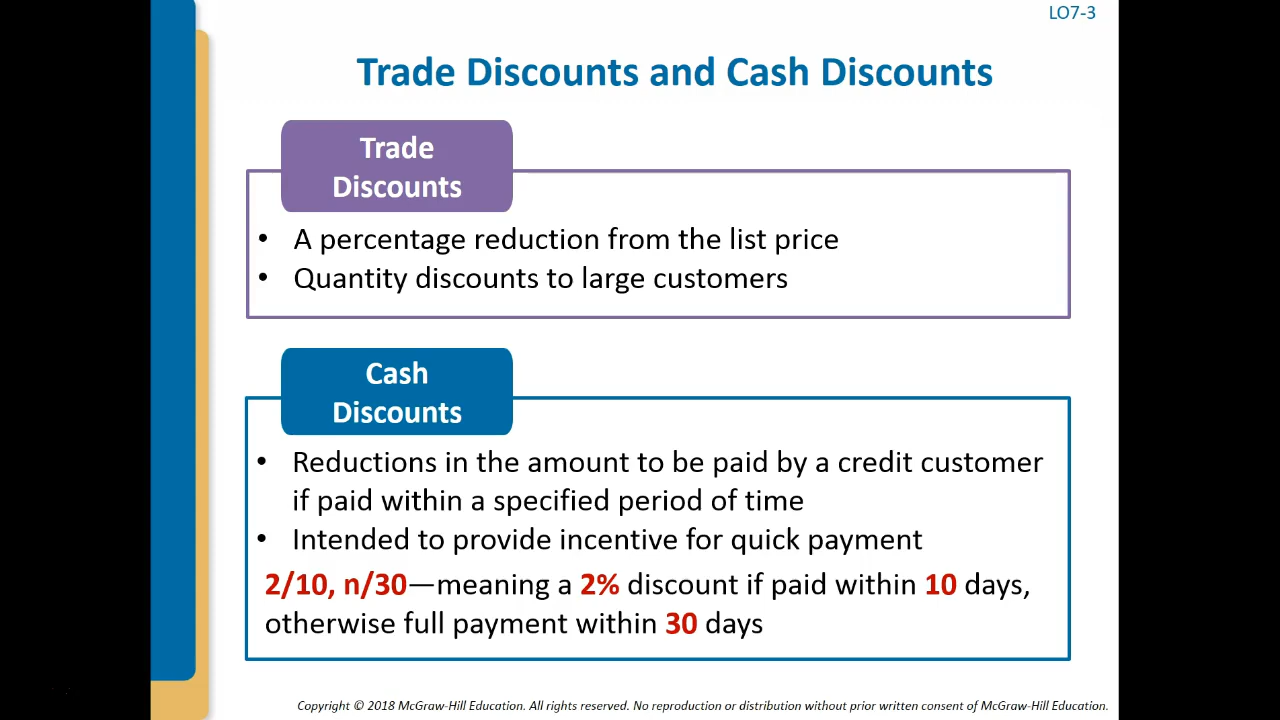 LO7-3
Trade Discounts and Cash Discounts
Trade
Discounts
• A percentage reduction from the list price
• Quantity discounts to large customers
Cash
Discounts
• Reductions in the amount to be paid by a credit customer
if paid within a specified period of time
• Intended to provide incentive for quick payment
2/10, n/30—meaning a 2% discount if paid within 10 days,
otherwise full payment within 30 days
Copyright © 2018 McGraw-Hill Education. All rights reserved. No reproduction or distribution without prior written consent of McGraw-Hill Education.